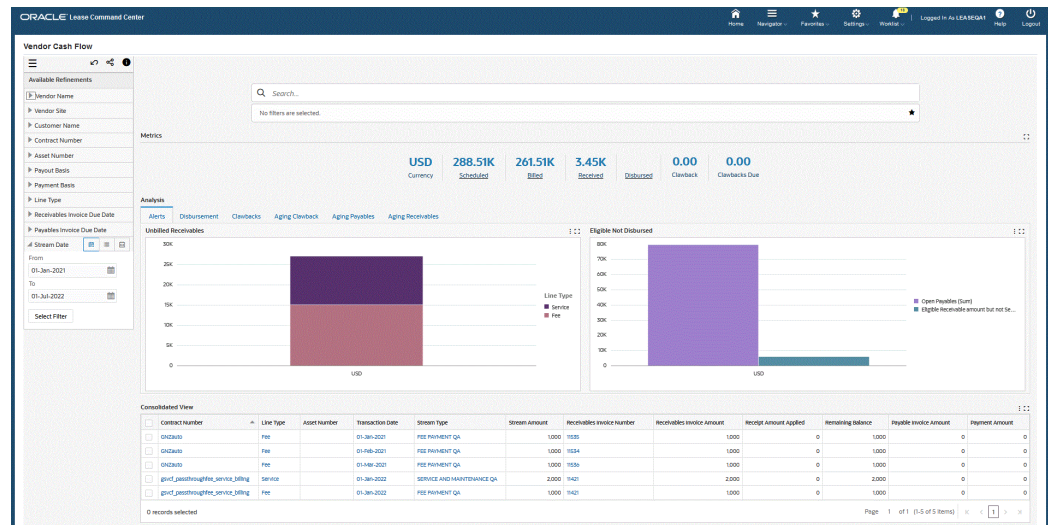 ORACLE Lease Command Center
Home Navigator Favorites Settings Worklist Logged In As LEASEQA1 Help Logout
Vendor Cash Flow
Available Refinements
Vendor Name
Vendor Site
Customer Name
Contract Number
Asset Number
Payout Basis
Payment Basis
Line Type
Receivables Invoice Due Date
Payables Invoice Due Date
Stream Date
From
01-Jan-2021
To
01-Jul-2022
Select Filter
Search...
No filters are selected.
Metrics
USD 288.51K 261.51K 3.45K 0.00 0.00
Currency Scheduled Billed Received Disbursed Clawback Clawbacks Due
Analysis
Alerts Disbursement Clawbacks Aging Clawback Aging Payables Aging Receivables
Unbilled Receivables
30K
25K
20K
15K
10K
5K
0
USD
Line Type
Service
Fee
Eligible Not Disbursed
80K
70K
60K
50K
40K
30K
20K
10K
0
USD
Open Payables (Sum)
Eligible Receivable amount but not Se...
Consolidated View
Contract Number Line Type Asset Number Transaction Date Stream Type Stream Amount Receivables Invoice Number Receivables Invoice Amount Receipt Amount Applied Remaining Balance Payable Invoice Amount Payment Amount
GNZauto Fee 01-Jan-2021 FEE PAYMENT QA 1,000 11535 1,000 0 1,000 0 0
GNZauto Fee 01-Feb-2021 FEE PAYMENT QA 1,000 11534 1,000 0 1,000 0 0
GNZauto Fee 01-Mar-2021 FEE PAYMENT QA 1,000 11536 1,000 0 1,000 0 0
gsvcf_passthroughfee_service_billing Service 01-Jan-2022 SERVICE AND MAINTENANCE QA 2,000 11421 2,000 0 2,000 0 0
gsvcf_passthroughfee_service_billing Fee 01-Jan-2022 FEE PAYMENT QA 1,000 11421 1,000 0 1,000 0 0
0 records selected
Page 1 of 1 (1-5 of 5 items) 1